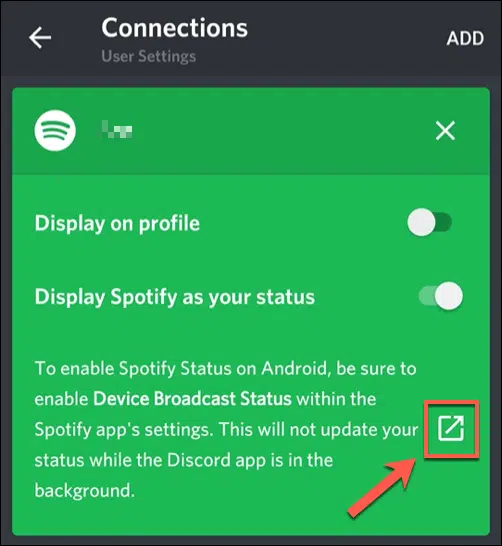 Connections
ADD
User Settings
Display on profile
Display Spotify as your status
To enable Spotify Status on Android, be sure to
enable Device Broadcast Status within the
Spotify app's settings. This will not update your
status while the Discord app is in the
background.